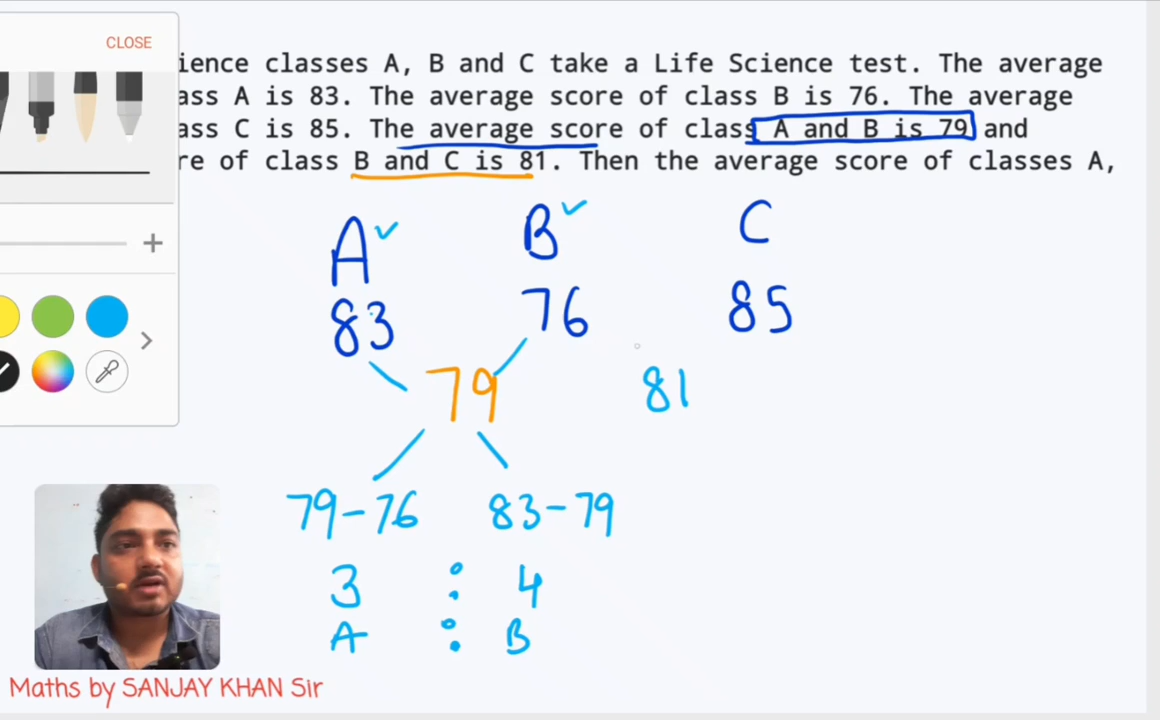 CLOSE
ience classes A, B and C take a Life Science test. The average
ass A is 83. The average score of class B is 76. The average
ass C is 85. The average score of class A and B is 79 and
re of class B and C is 81. Then the average score of classes A,
A B C
83 76 85
79 81
79-76 83-79
3 : 4
A : B
Maths by SANJAY KHAN Sir